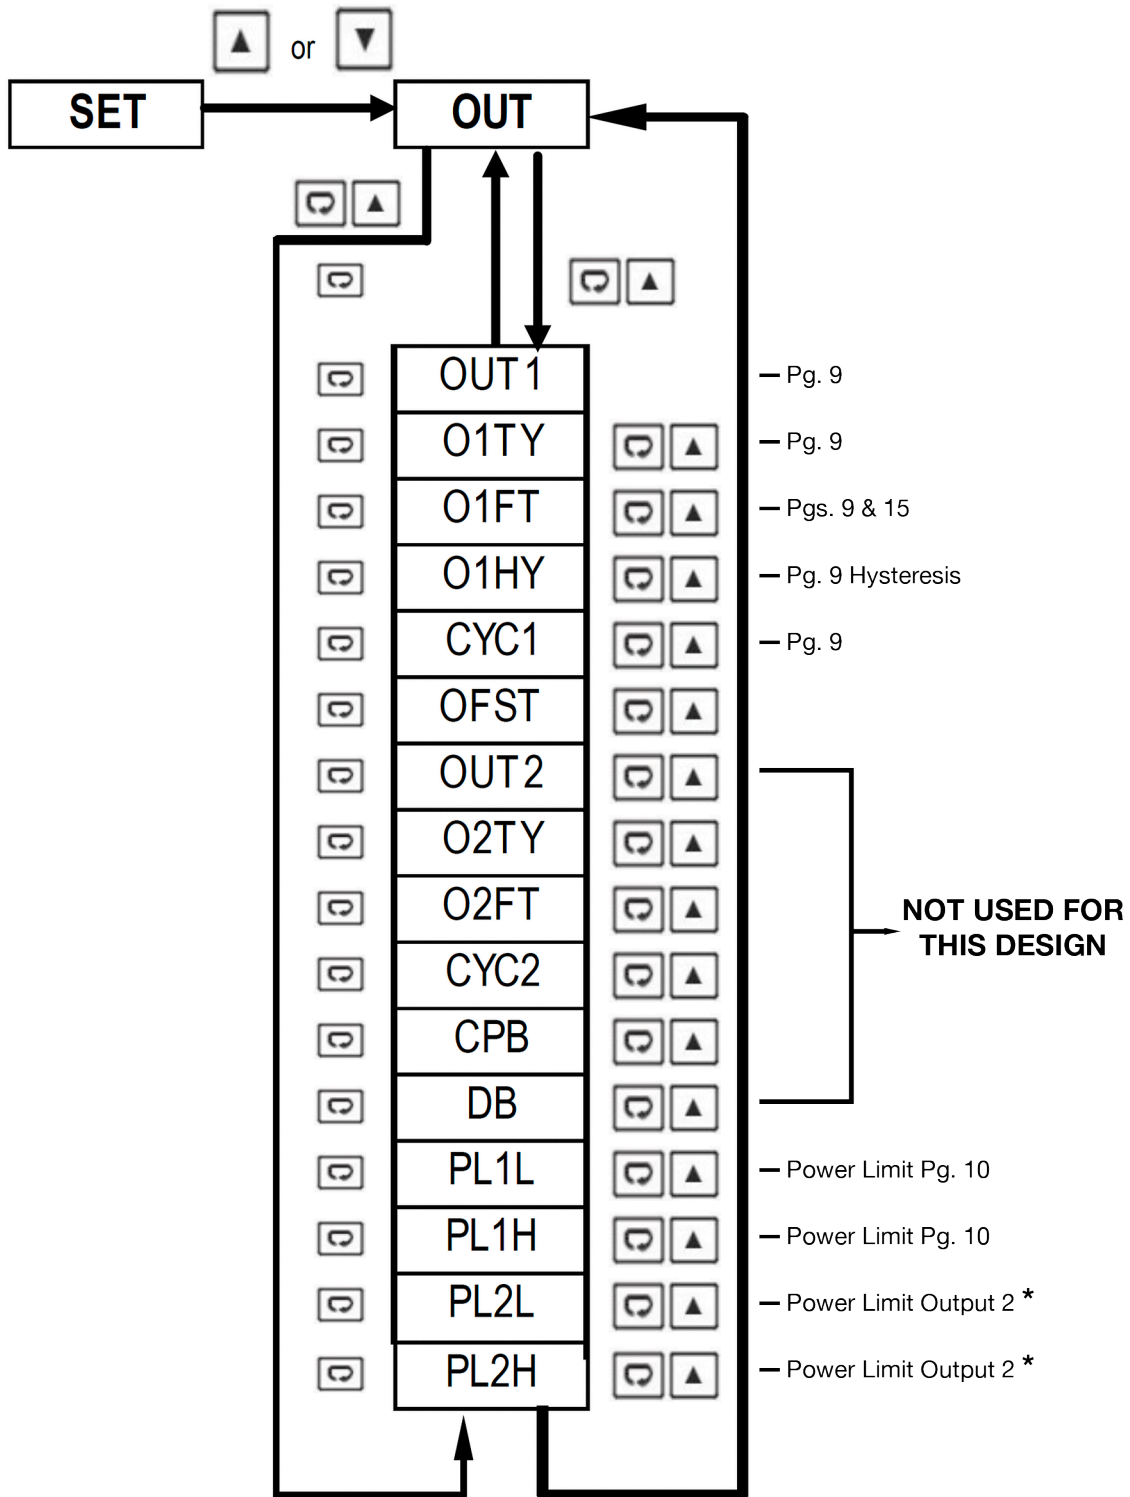 or
SET
OUT
OUT1
Pg. 9
O1TY
Pg. 9
O1FT
Pgs. 9 & 15
O1HY
Pg. 9 Hysteresis
CYC1
Pg. 9
OFST
OUT2
O2TY
O2FT
NOT USED FOR
THIS DESIGN
CYC2
CPB
DB
PL1L
Power Limit Pg. 10
PL1H
Power Limit Pg. 10
PL2L
Power Limit Output 2 *
PL2H
Power Limit Output 2 *